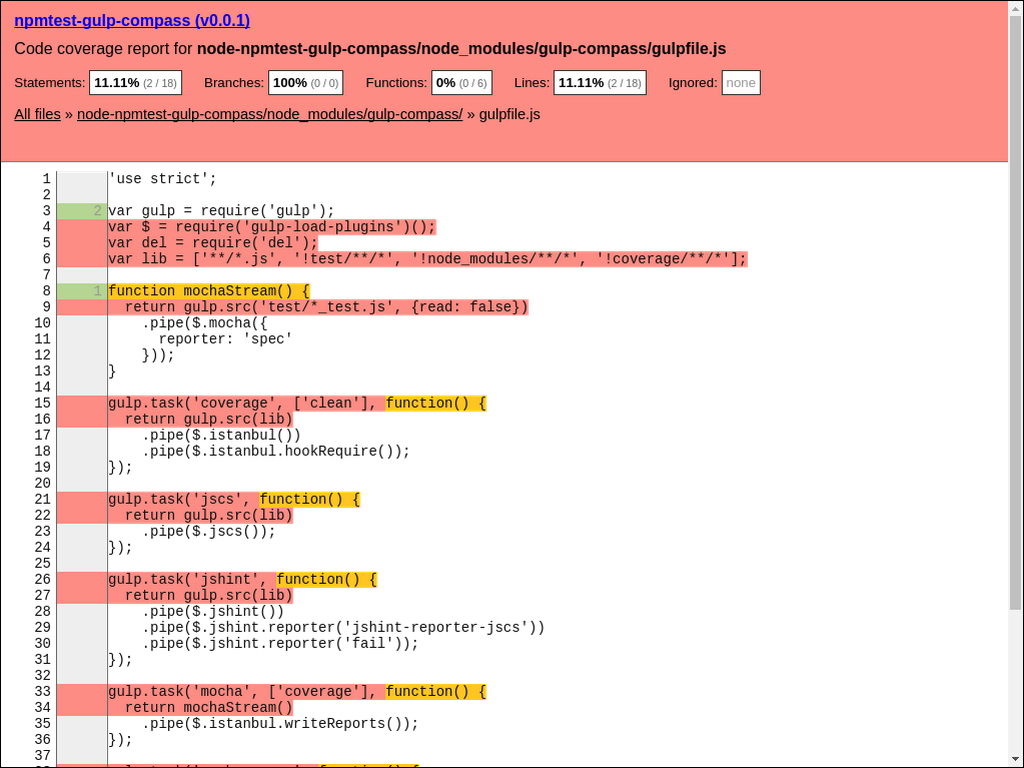 npmtest-gulp-compass (v0.0.1)
Code coverage report for node-npmtest-gulp-compass/node_modules/gulp-compass/gulpfile.js
Statements: 11.11% (2 / 18) Branches: 100% (0 / 0) Functions: 0% (0 / 6) Lines: 11.11% (2 / 18) Ignored: none
All files » node-npmtest-gulp-compass/node_modules/gulp-compass/ » gulpfile.js
1 'use strict';
2
3 2 var gulp = require('gulp');
4 var $ = require('gulp-load-plugins')();
5 var del = require('del');
6 var lib = ['**/*.js', '!test/**/*', '!node_modules/**/*', '!coverage/**/*'];
7
8 1 function mochaStream() {
9   return gulp.src('test/*_test.js', {read: false})
10     .pipe($.mocha({
11       reporter: 'spec'
12     }));
13 }
14
15 gulp.task('coverage', ['clean'], function() {
16   return gulp.src(lib)
17     .pipe($.istanbul())
18     .pipe($.istanbul.hookRequire());
19 });
20
21 gulp.task('jscs', function() {
22   return gulp.src(lib)
23     .pipe($.jscs());
24 });
25
26 gulp.task('jshint', function() {
27   return gulp.src(lib)
28     .pipe($.jshint())
29     .pipe($.jshint.reporter('jshint-reporter-jscs'))
30     .pipe($.jshint.reporter('fail'));
31 });
32
33 gulp.task('mocha', ['coverage'], function() {
34   return mochaStream()
35     .pipe($.istanbul.writeReports());
36 });
37